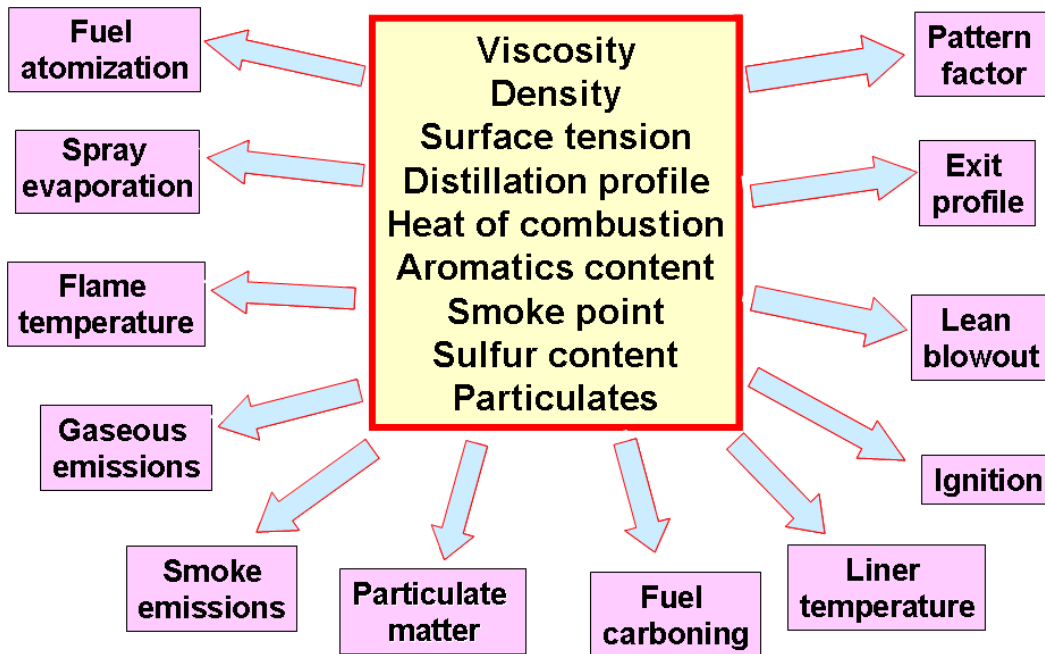 Fuel
atomization
Spray
evaporation
Flame
temperature
Gaseous
emissions
Smoke
emissions
Particulate
matter
Viscosity
Density
Surface tension
Distillation profile
Heat of combustion
Aromatics content
Smoke point
Sulfur content
Particulates
Fuel
carboning
Liner
temperature
Pattern
factor
Exit
profile
Lean
blowout
Ignition